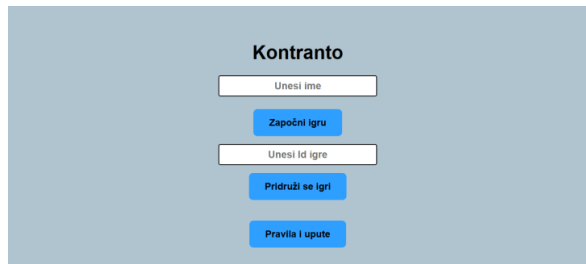 Kontranto
Unesi ime
Započni igru
Unesi Id igre
Pridruži se igri
Pravila i upute